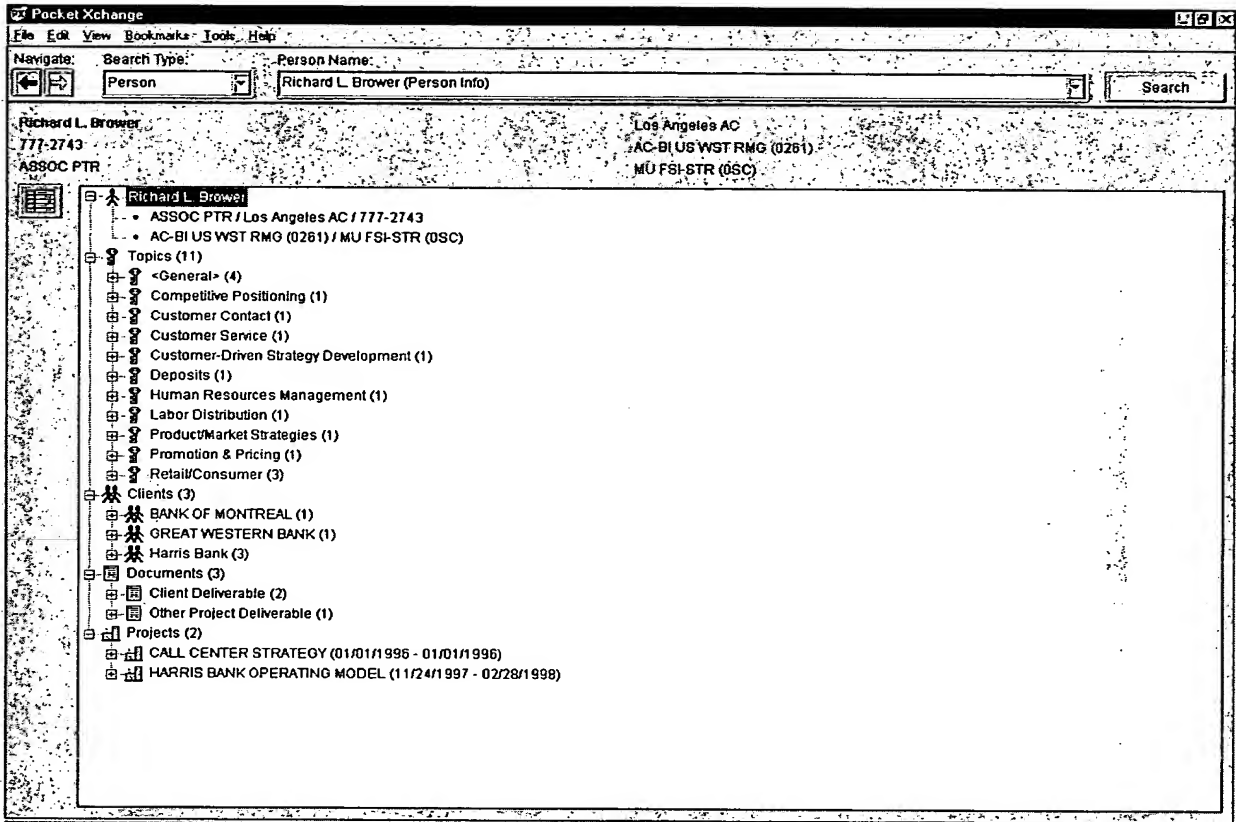 Pocket Xchange
File Edit View Bookmarks Tools Help
Navigate: Search Type: Person Name:
Person Richard L. Brower (Person Info) Search
Richard L. Brower Los Angeles AC
777-2743 AC-BI US WST RMG (0261)
ASSOC PTR MU FSI-STR (0SC)
Richard L. Brower
• ASSOC PTR / Los Angeles AC / 777-2743
• AC-BI US WST RMG (0261) / MU FSI-STR (0SC)
Topics (11)
<General> (4)
Competitive Positioning (1)
Customer Contact (1)
Customer Service (1)
Customer-Driven Strategy Development (1)
Deposits (1)
Human Resources Management (1)
Labor Distribution (1)
Product/Market Strategies (1)
Promotion & Pricing (1)
Retail/Consumer (3)
Clients (3)
BANK OF MONTREAL (1)
GREAT WESTERN BANK (1)
Harris Bank (3)
Documents (3)
Client Deliverable (2)
Other Project Deliverable (1)
Projects (2)
CALL CENTER STRATEGY (01/01/1996 - 01/01/1996)
HARRIS BANK OPERATING MODEL (11/24/1997 - 02/28/1998)